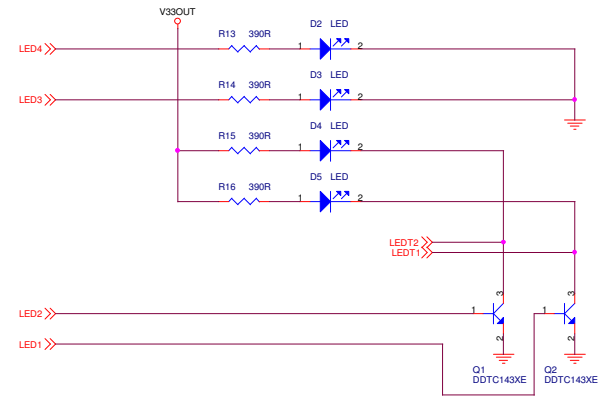 V33OUT
D2 LED
R13 390R
LED4
1
2
D3 LED
R14 390R
LED3
1
2
D4 LED
R15 390R
1
2
D5 LED
R16 390R
1
2
LEDT2
LEDT1
3
3
LED2
1
1
LED1
2
2
Q1
DDTC143XE
Q2
DDTC143XE